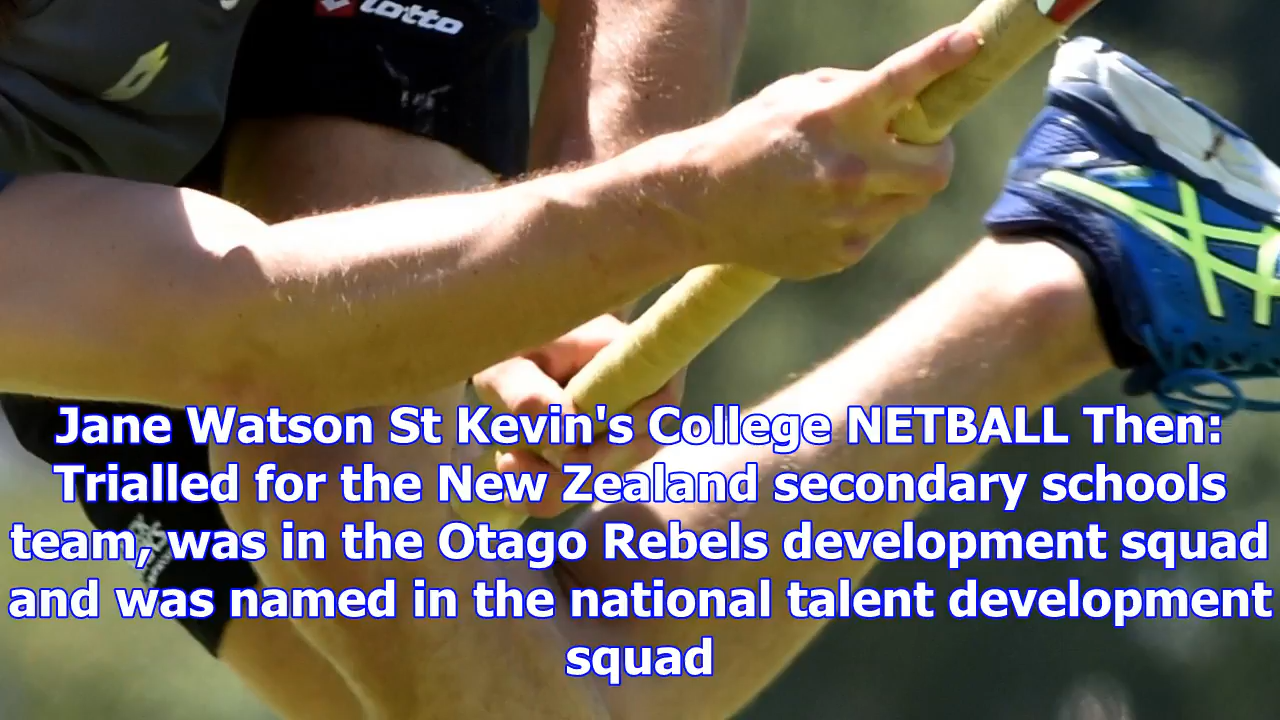 lotto
Jane Watson St Kevin's College NETBALL Then:
Trialled for the New Zealand secondary schools
team, was in the Otago Rebels development squad
and was named in the national talent development
squad